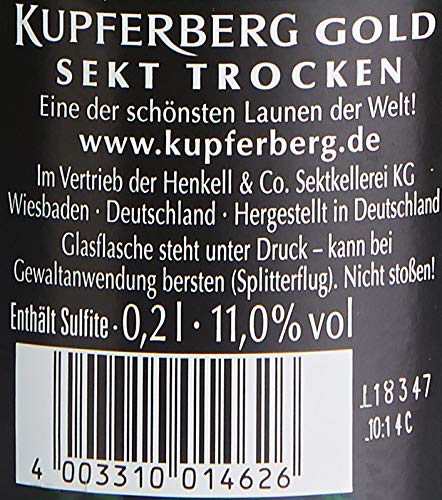 KUPFERBERG GOLD
SEKT TROCKEN
Eine der schönsten Launen der Welt!
www.kupferberg.de
Im Vertrieb der Henkell & Co. Sektkellerei KG
Wiesbaden · Deutschland · Hergestellt in Deutschland
Glasflasche steht unter Druck – kann bei
Gewaltanwendung bersten (Splitterflug). Nicht stoßen!
Enthält Sulfite · 0,2 l · 11,0% vol
L18347
10:14C
4 003310 014626